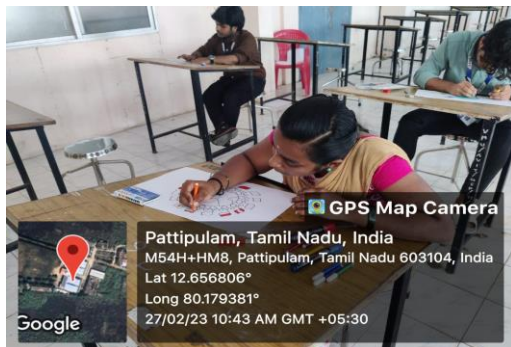 GPS Map Camera
Pattipulam, Tamil Nadu, India
M54H+HM8, Pattipulam, Tamil Nadu 603104, India
Lat 12.656806°
Long 80.179381°
27/02/23 10:43 AM GMT +05:30
Google